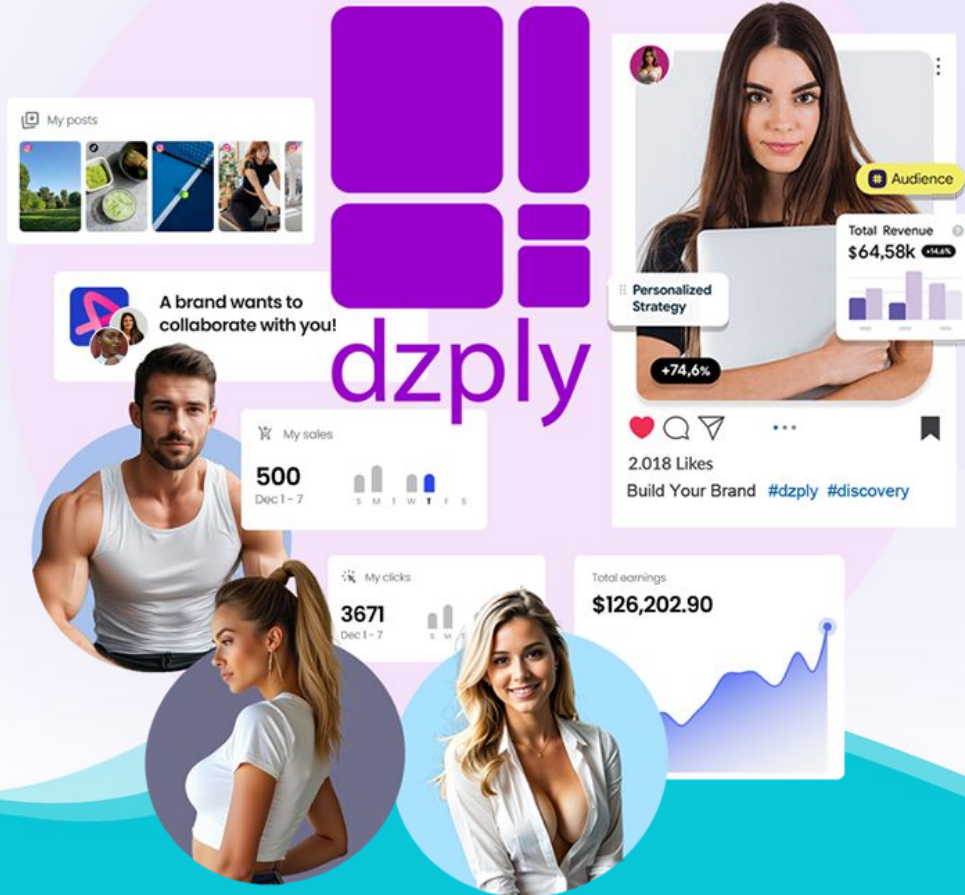 My posts
A brand wants to
collaborate with you!
dzply
Audience
Total Revenue ?
$64,58k +14,6%
Personalized
Strategy
+74,6%
2.018 Likes
Build Your Brand #dzply #discovery
My sales
500
Dec 1 - 7
S M T W T F S
My clicks
3671
Dec 1 - 7
S M
Total earnings
$126,202.90